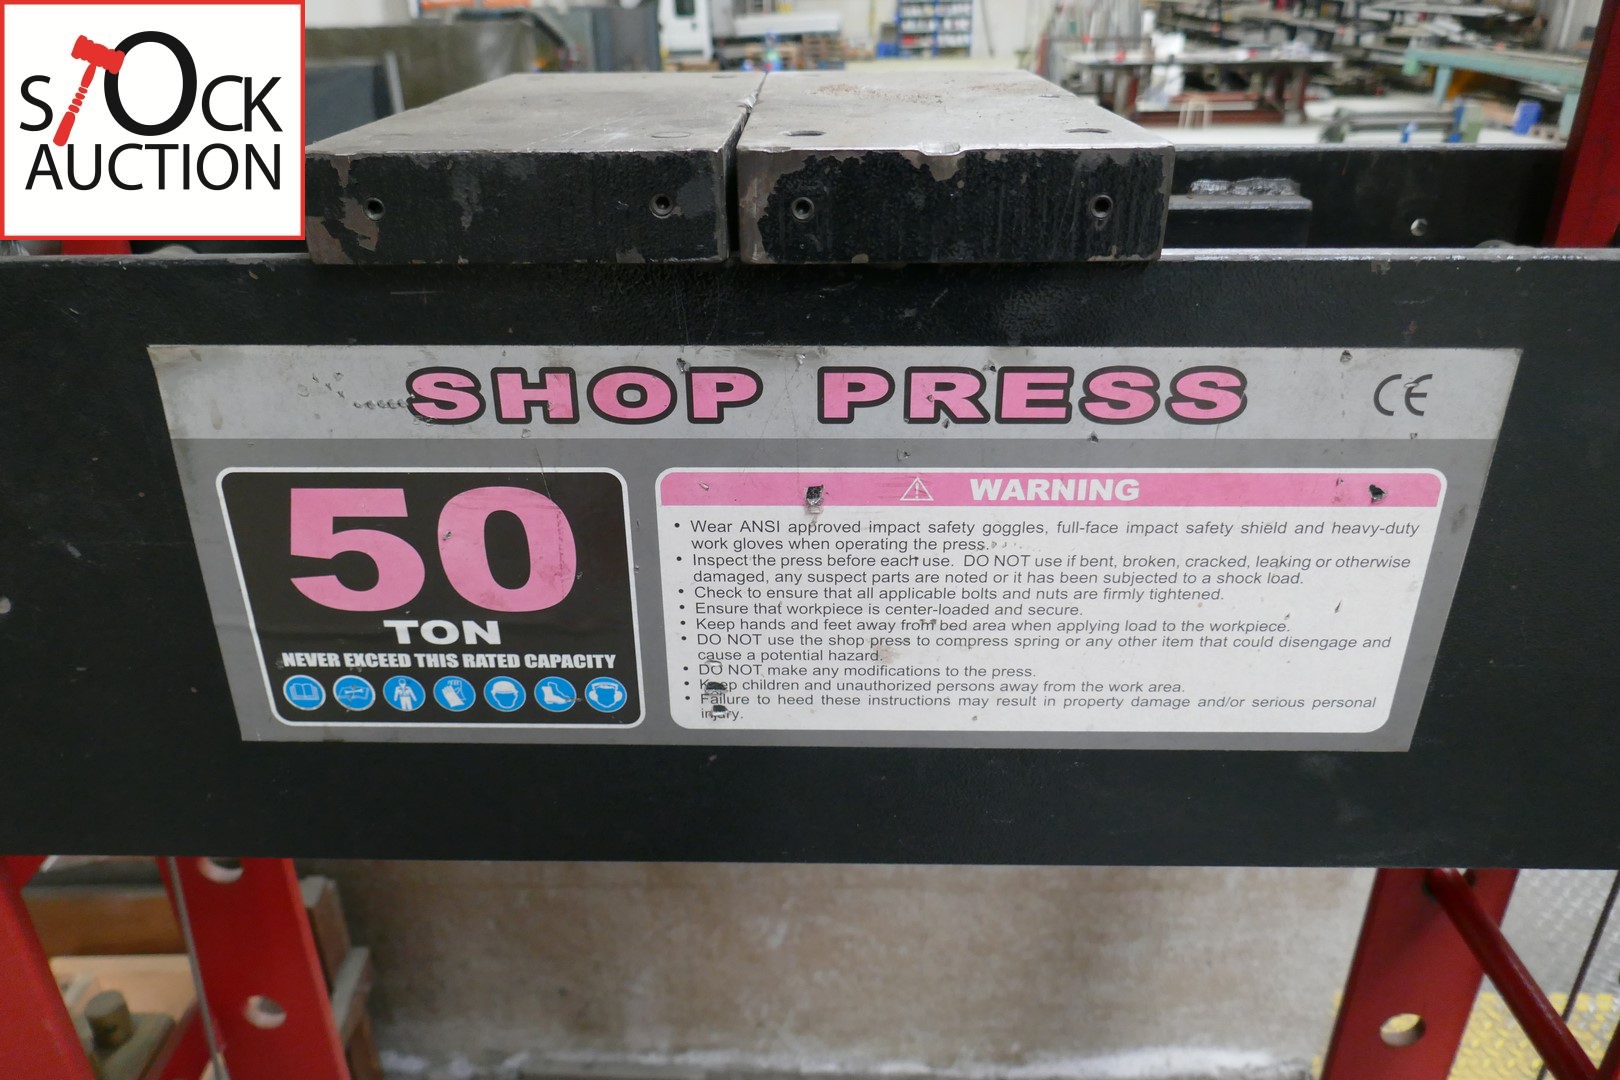 STOCK
AUCTION
SHOP PRESS
CE
50
TON
NEVER EXCEED THIS RATED CAPACITY
WARNING
• Wear ANSI approved impact safety goggles, full-face impact safety shield and heavy-duty
work gloves when operating the press.
• Inspect the press before each use. DO NOT use if bent, broken, cracked, leaking or otherwise
damaged, any suspect parts are noted or it has been subjected to a shock load.
• Check to ensure that all applicable bolts and nuts are firmly tightened.
• Ensure that workpiece is center-loaded and secure.
• Keep hands and feet away from bed area when applying load to the workpiece.
• DO NOT use the shop press to compress spring or any other item that could disengage and
cause a potential hazard.
• DO NOT make any modifications to the press.
• Keep children and unauthorized persons away from the work area.
• Failure to heed these instructions may result in property damage and/or serious personal
injury.